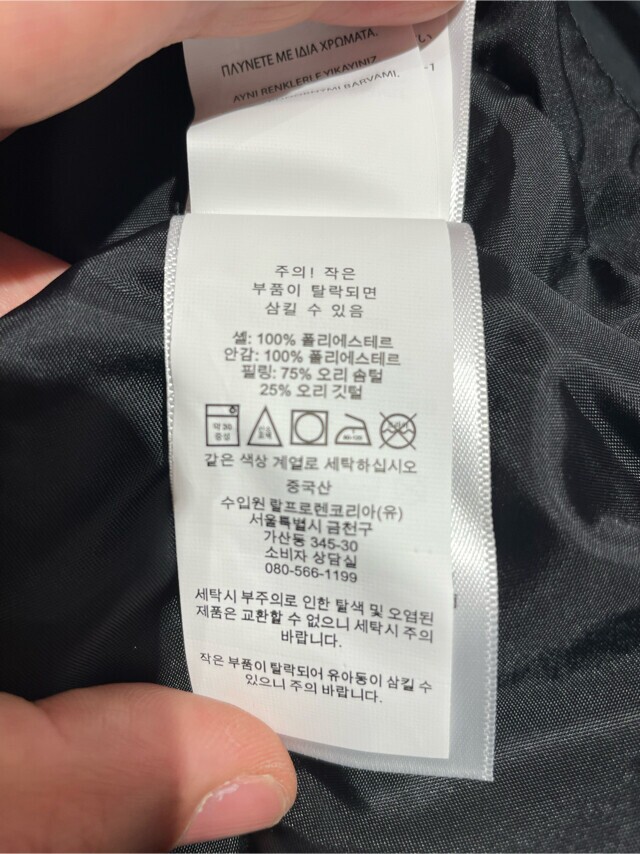 ΠΛΥΝΕΤΕ ΜΕ ΙΔΙΑ ΧΡΩΜΑΤΑ.
AYNI RENKLERLE YIKAYINIZ
BARVAMI.
주의! 작은
부품이 탈락되면
삼킬 수 있음
셸: 100% 폴리에스테르
안감: 100% 폴리에스테르
필링: 75% 오리 솜털
25% 오리 깃털
약 30
중성
같은 색상 계열로 세탁하십시오
중국산
수입원 랄프로렌코리아(유)
서울특별시 금천구
가산동 345-30
소비자 상담실
080-566-1199
세탁시 부주의로 인한 탈색 및 오염된
제품은 교환할 수 없으니 세탁시 주의
바랍니다.
작은 부품이 탈락되어 유아동이 삼킬 수
있으니 주의 바랍니다.